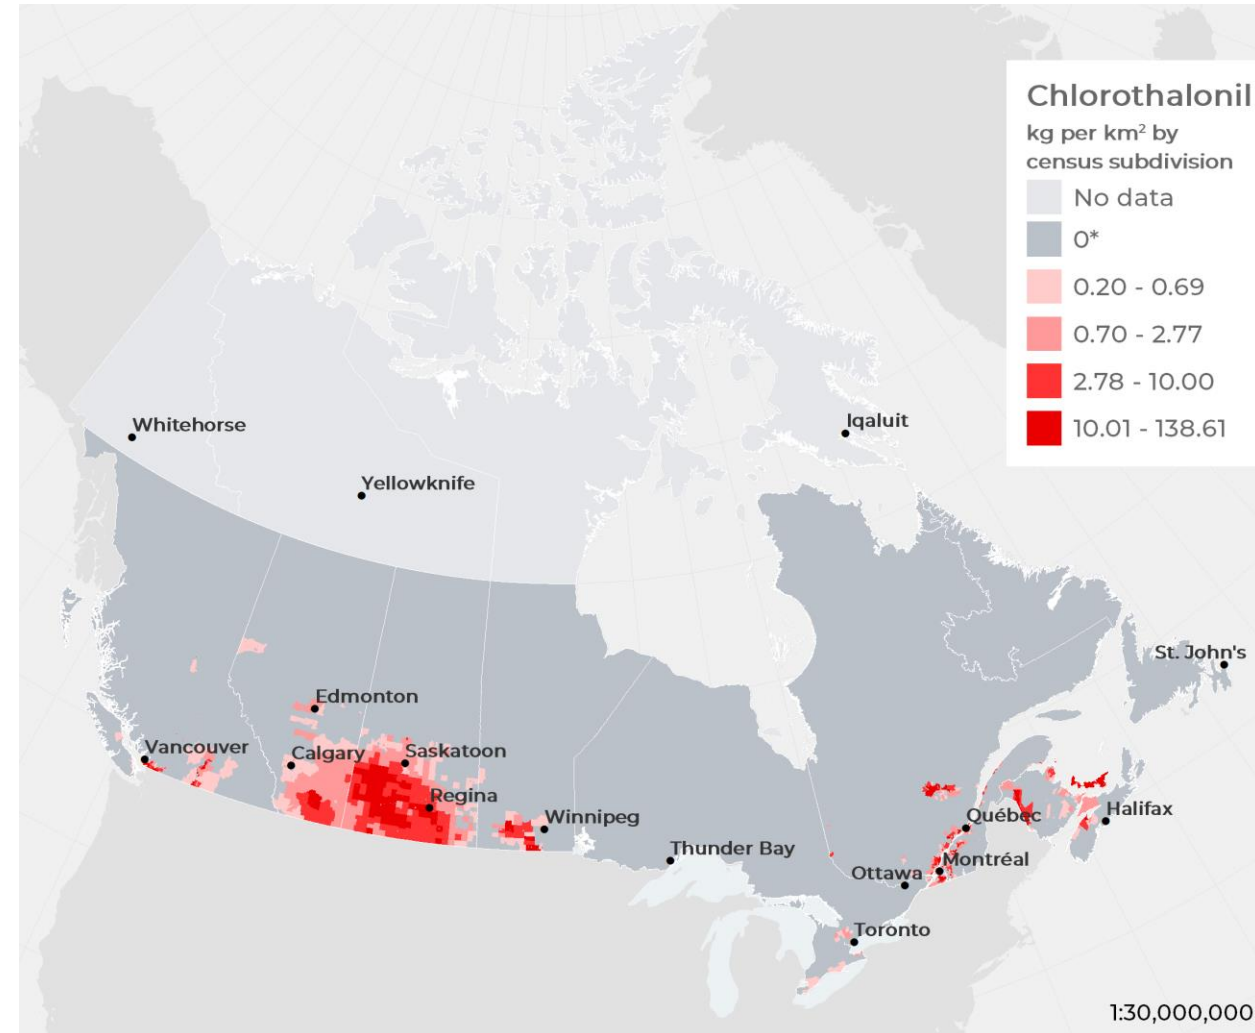 Chlorothalonil
kg per km² by
census subdivision
No data
0*
0.20 - 0.69
0.70 - 2.77
2.78 - 10.00
10.01 - 138.61
Whitehorse
Iqaluit
Yellowknife
St. John's
Edmonton
Vancouver
Calgary
Saskatoon
Regina
Winnipeg
Québec
Halifax
Thunder Bay
Ottawa
Montréal
Toronto
1:30,000,000